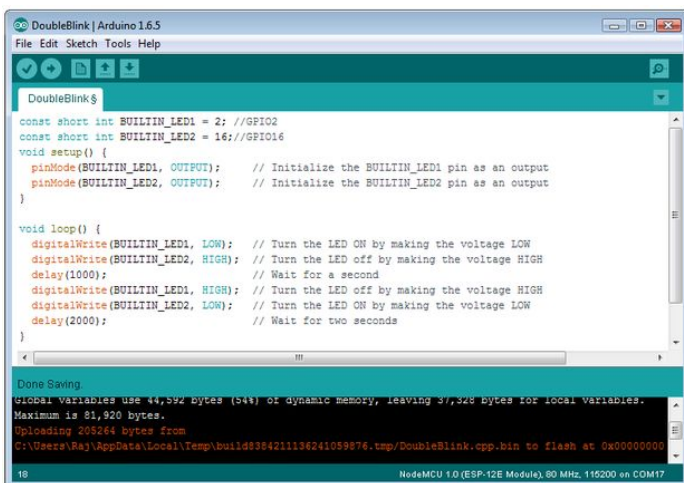 DoubleBlink | Arduino 1.6.5
File Edit Sketch Tools Help
DoubleBlink §
const short int BUILTIN_LED1 = 2; //GPIO2
const short int BUILTIN_LED2 = 16;//GPIO16
void setup() {
pinMode(BUILTIN_LED1, OUTPUT); // Initialize the BUILTIN_LED1 pin as an output
pinMode(BUILTIN_LED2, OUTPUT); // Initialize the BUILTIN_LED2 pin as an output
}
void loop() {
digitalWrite(BUILTIN_LED1, LOW); // Turn the LED ON by making the voltage LOW
digitalWrite(BUILTIN_LED2, HIGH); // Turn the LED off by making the voltage HIGH
delay(1000); // Wait for a second
digitalWrite(BUILTIN_LED1, HIGH); // Turn the LED off by making the voltage HIGH
digitalWrite(BUILTIN_LED2, LOW); // Turn the LED ON by making the voltage LOW
delay(2000); // Wait for two seconds
}
Done Saving.
Global variables use 44,592 bytes (54%) of dynamic memory, leaving 37,328 bytes for local variables.
Maximum is 81,920 bytes.
Uploading 205264 bytes from
C:\Users\Raj\AppData\Local\Temp\build8384211136241059876.tmp/DoubleBlink.cpp.bin to flash at 0x00000000
18
NodeMCU 1.0 (ESP-12E Module), 80 MHz, 115200 on COM17